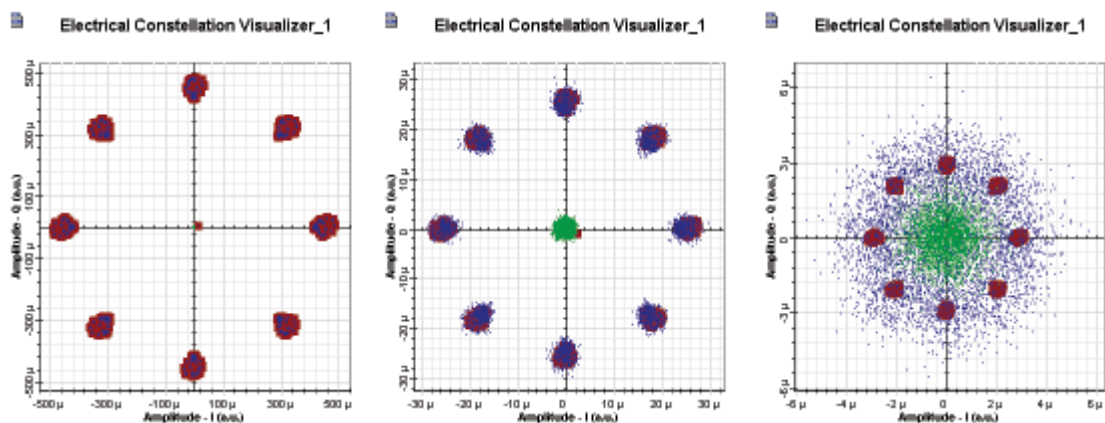 Electrical Constellation Visualizer_1
Amplitude - Q (a.u.)
500 µ
300 µ
100 µ
-100 µ
-300 µ
-500 µ
-500 µ
-300 µ
-100 µ
100 µ
300 µ
500 µ
Amplitude - I (a.u.)
Electrical Constellation Visualizer_1
Amplitude - Q (a.u.)
30 µ
20 µ
10 µ
0
-10 µ
-20 µ
-30 µ
-30 µ
-20 µ
-10 µ
0
10 µ
20 µ
30 µ
Amplitude - I (a.u.)
Electrical Constellation Visualizer_1
Amplitude - Q (a.u.)
6 µ
3 µ
0
-3 µ
-6 µ
-4 µ
-2 µ
0
2 µ
4 µ
6 µ
Amplitude - I (a.u.)